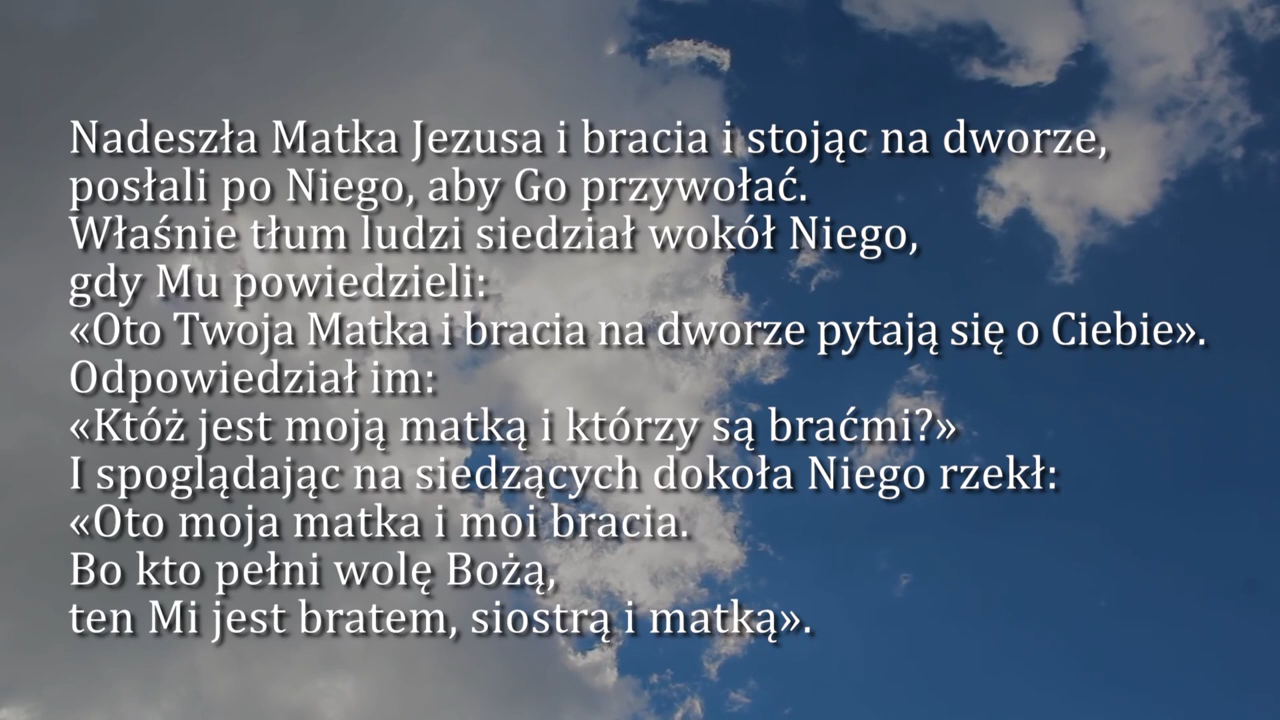 Nadeszła Matka Jezusa i bracia i stojąc na dworze,
posłali po Niego, aby Go przywołać.
Właśnie tłum ludzi siedział wokół Niego,
gdy Mu powiedzieli:
«Oto Twoja Matka i bracia na dworze pytają się o Ciebie».
Odpowiedział im:
«Któż jest moją matką i którzy są braćmi?»
I spoglądając na siedzących dokoła Niego rzekł:
«Oto moja matka i moi bracia.
Bo kto pełni wolę Bożą,
ten Mi jest bratem, siostrą i matką».